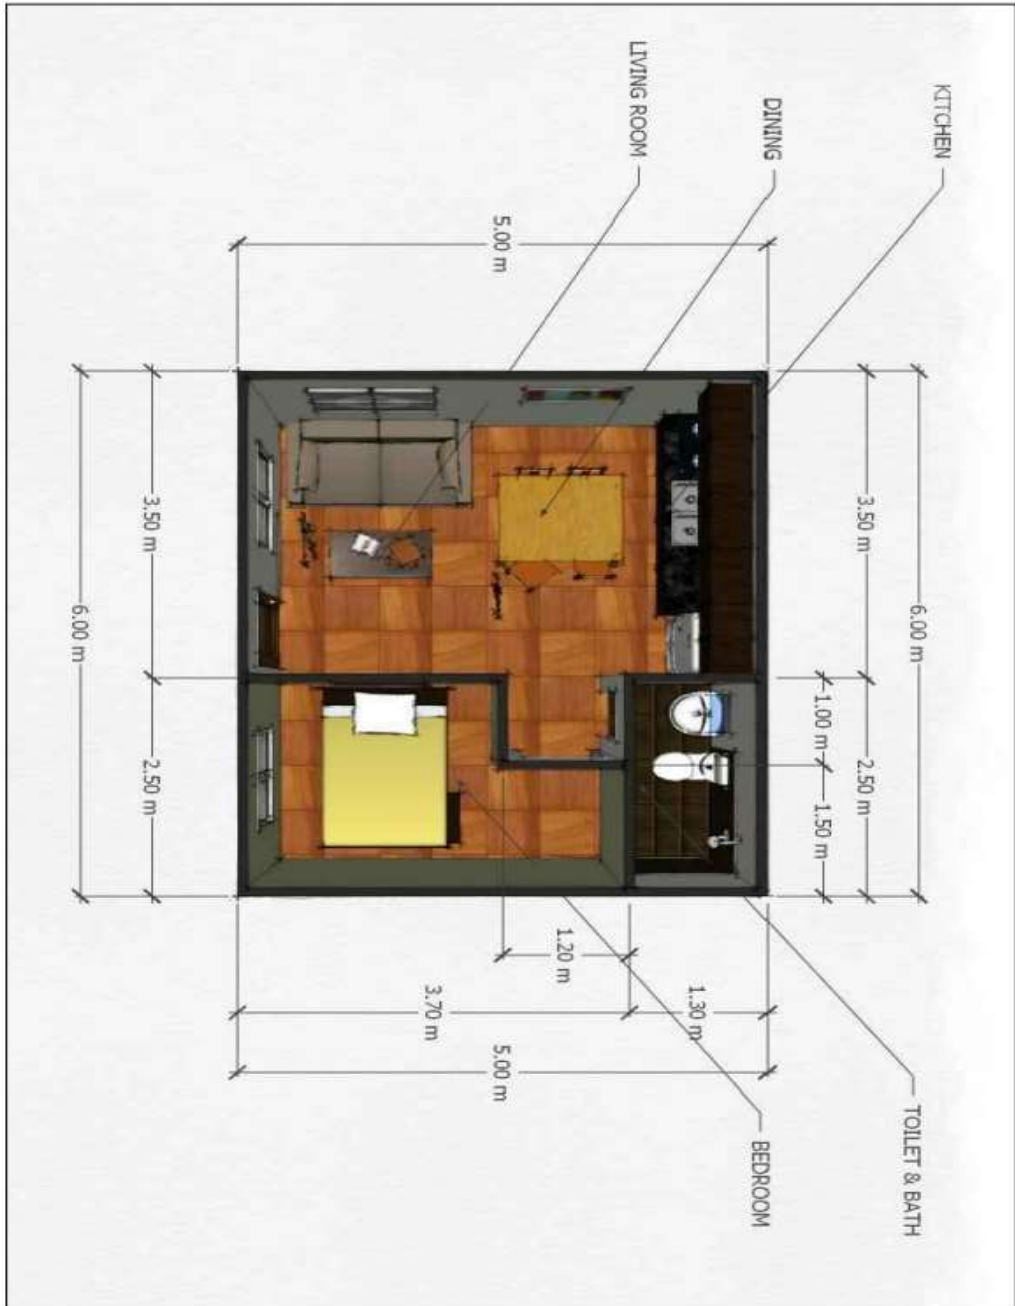 KITCHEN
6.00 m
TOILET & BATH
3.50 m
2.50 m
1.00 m
1.50 m
DINING
BEDROOM
1.30 m
LIVING ROOM
1.20 m
5.00 m
5.00 m
3.70 m
3.50 m
2.50 m
6.00 m